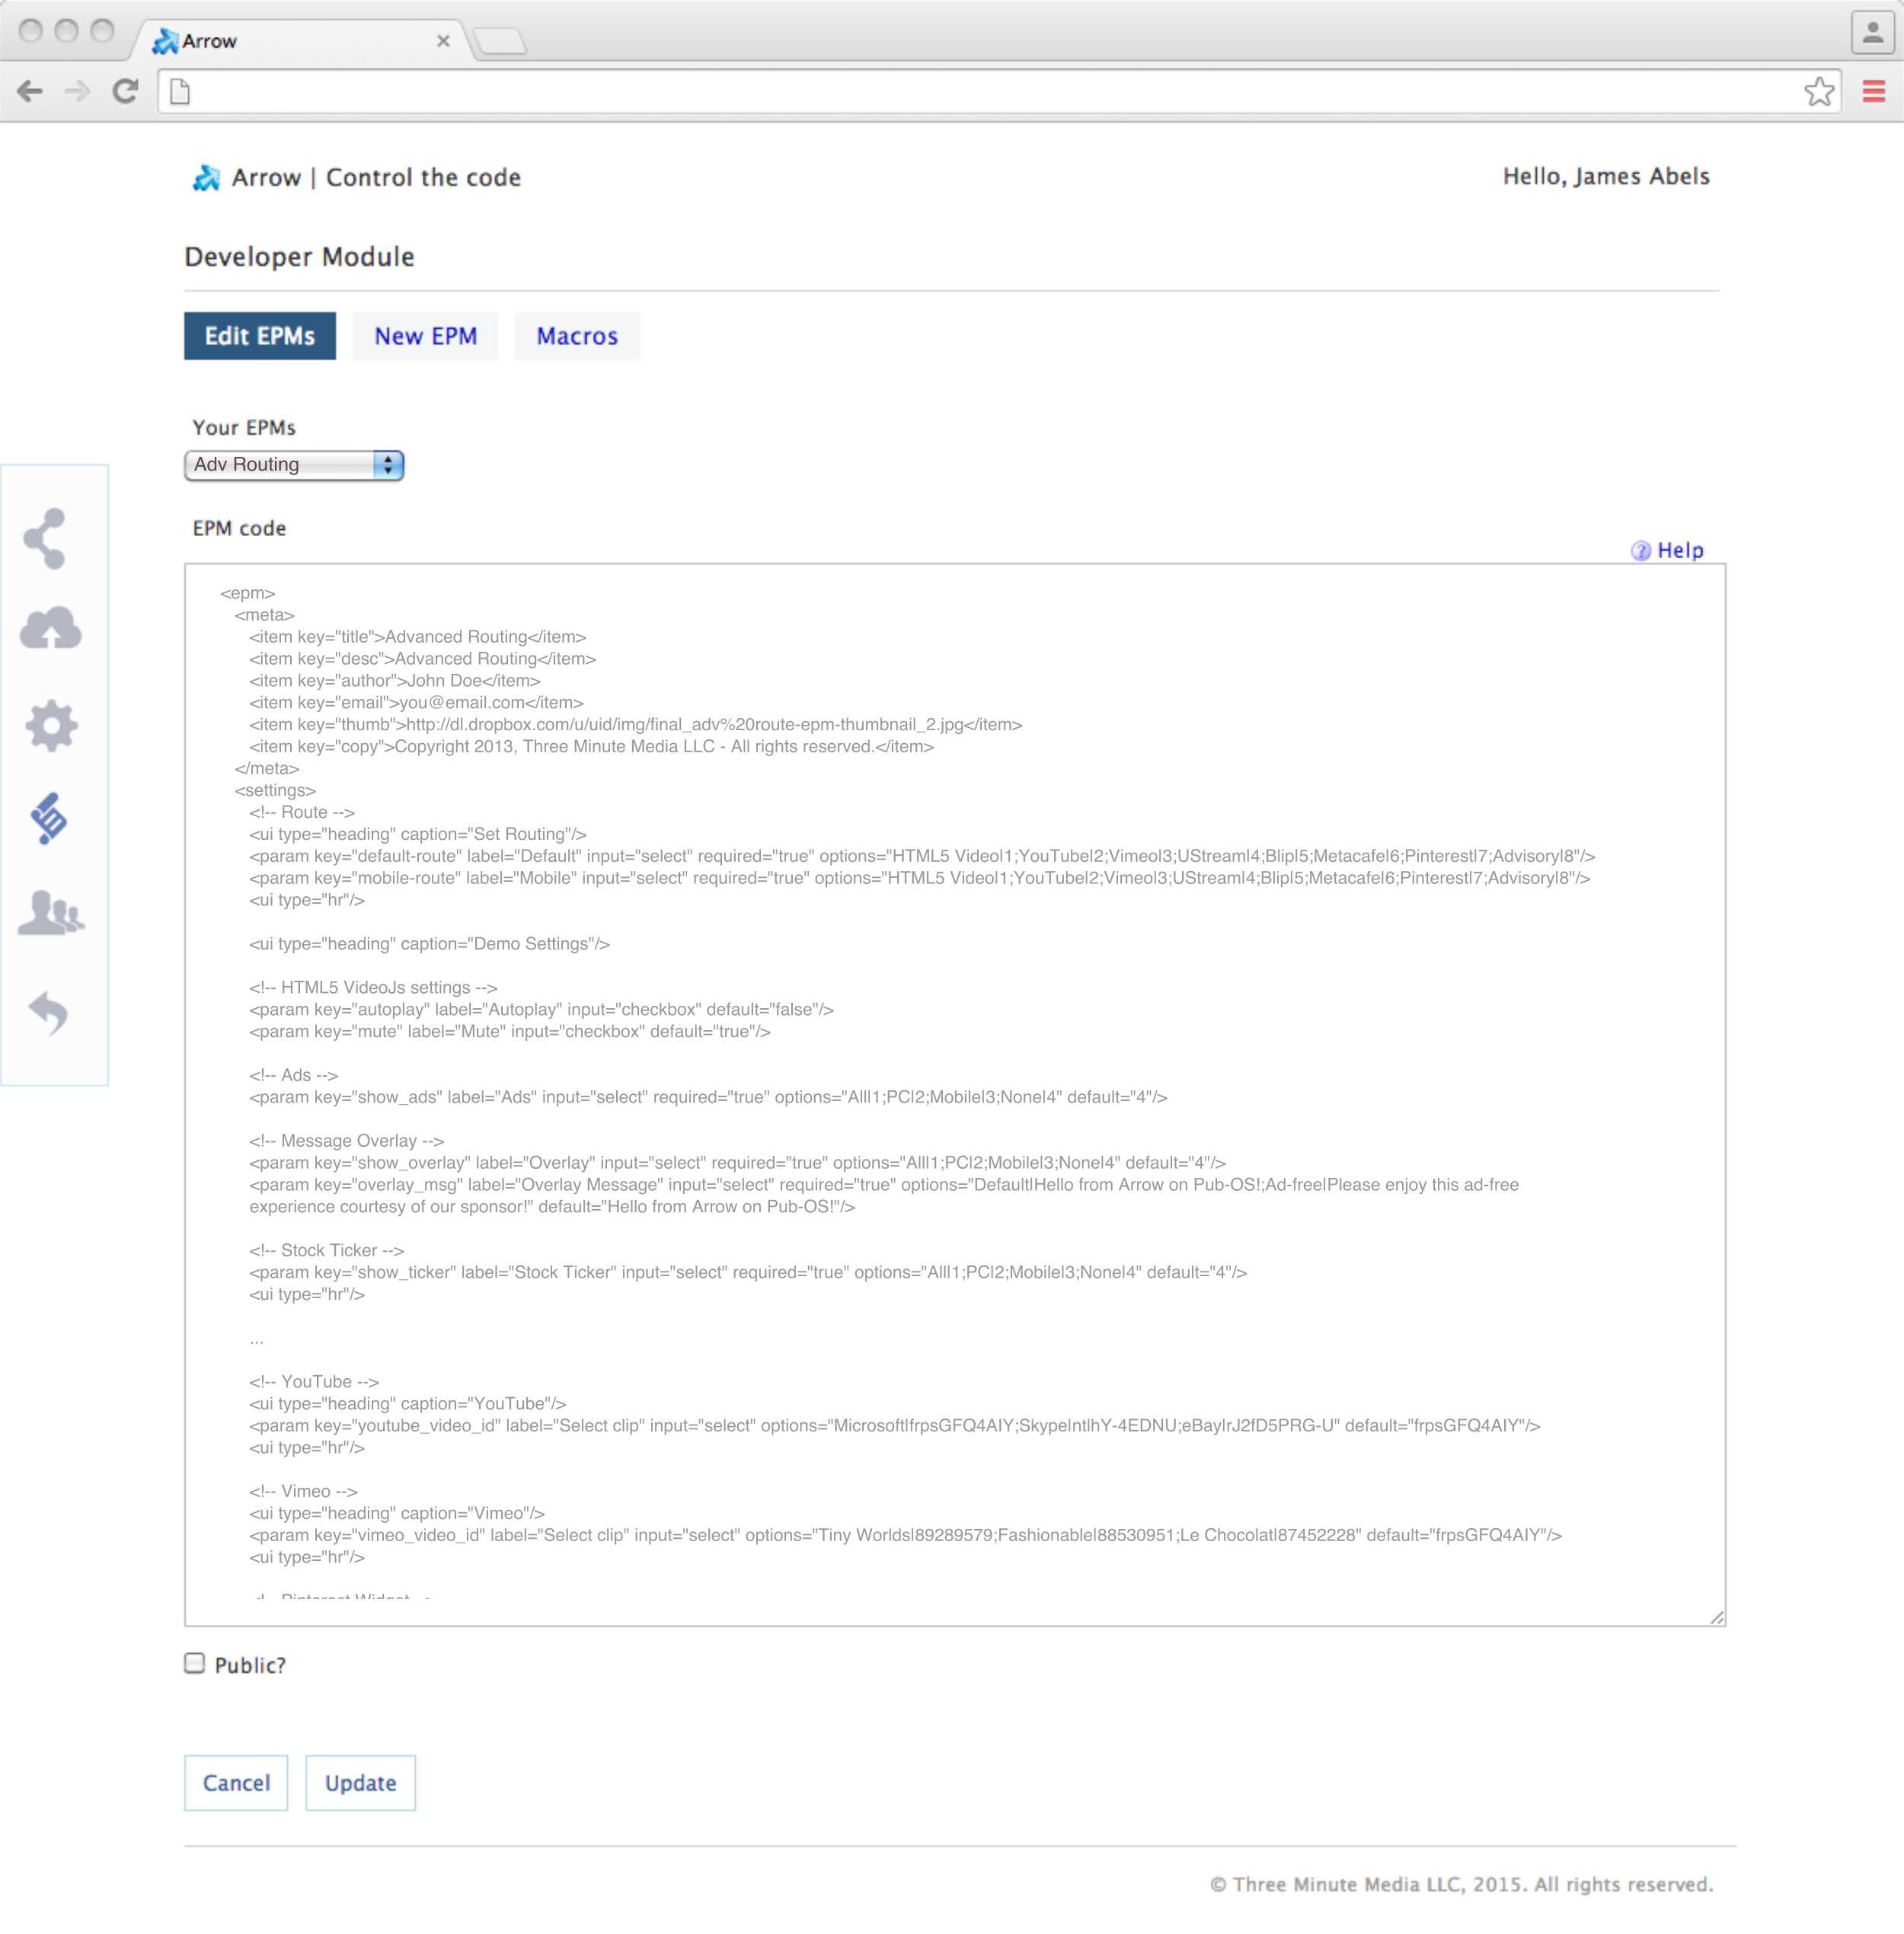 Arrow
Arrow | Control the code
Hello, James Abels
Developer Module
Edit EPMs
New EPM
Macros
Your EPMs
Adv Routing
EPM code
Help
<epm>
<meta>
<item key="title">Advanced Routing</item>
<item key="desc">Advanced Routing</item>
<item key="author">John Doe</item>
<item key="email">you@email.com</item>
<item key="thumb">http://dl.dropbox.com/u/uid/img/final_adv%20route-epm-thumbnail_2.jpg</item>
<item key="copy">Copyright 2013, Three Minute Media LLC - All rights reserved.</item>
</meta>
<settings>
<!-- Route -->
<ui type="heading" caption="Set Routing"/>
<param key="default-route" label="Default" input="select" required="true" options="HTML5 Video|1;YouTube|2;Vimeo|3;UStream|4;Blip|5;Metacafe|6;Pinterest|7;Advisory|8"/>
<param key="mobile-route" label="Mobile" input="select" required="true" options="HTML5 Video|1;YouTube|2;Vimeo|3;UStream|4;Blip|5;Metacafe|6;Pinterest|7;Advisory|8"/>
<ui type="hr"/>
<ui type="heading" caption="Demo Settings"/>
<!-- HTML5 VideoJs settings -->
<param key="autoplay" label="Autoplay" input="checkbox" default="false"/>
<param key="mute" label="Mute" input="checkbox" default="true"/>
<!-- Ads -->
<param key="show_ads" label="Ads" input="select" required="true" options="All|1;PC|2;Mobile|3;None|4" default="4"/>
<!-- Message Overlay -->
<param key="show_overlay" label="Overlay" input="select" required="true" options="All|1;PC|2;Mobile|3;None|4" default="4"/>
<param key="overlay_msg" label="Overlay Message" input="select" required="true" options="Default|Hello from Arrow on Pub-OS!;Ad-free|Please enjoy this ad-free
experience courtesy of our sponsor!" default="Hello from Arrow on Pub-OS!"/>
<!-- Stock Ticker -->
<param key="show_ticker" label="Stock Ticker" input="select" required="true" options="All|1;PC|2;Mobile|3;None|4" default="4"/>
<ui type="hr"/>
...
<!-- YouTube -->
<ui type="heading" caption="YouTube"/>
<param key="youtube_video_id" label="Select clip" input="select" options="Microsoft|frpsGFQ4AIY;Skype|ntlhY-4EDNU;eBay|rJ2fD5PRG-U" default="frpsGFQ4AIY"/>
<ui type="hr"/>
<!-- Vimeo -->
<ui type="heading" caption="Vimeo"/>
<param key="vimeo_video_id" label="Select clip" input="select" options="Tiny Worlds|89289579;Fashionable|88530951;Le Chocolat|87452228" default="frpsGFQ4AIY"/>
<ui type="hr"/>
<!-- Pinterest Widget -->
Public?
Cancel
Update
© Three Minute Media LLC, 2015. All rights reserved.